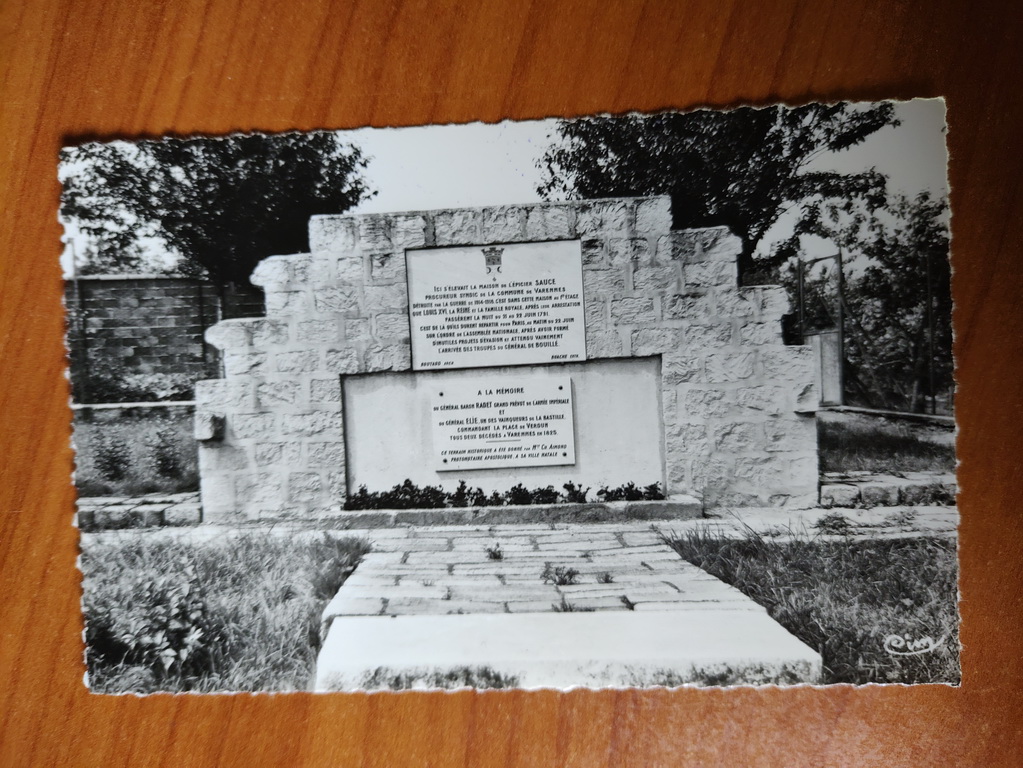 ICI S'ÉLEVAIT LA MAISON DE L'ÉPICIER SAUCE
PROCUREUR SYNDIC DE LA COMMUNE DE VARENNES
DÉTRUITE PAR LA GUERRE DE 1914-1918. C'EST DANS CETTE MAISON AU 1ER ÉTAGE
QUE LOUIS XVI, LA REINE ET LA FAMILLE ROYALE, APRÈS LEUR ARRESTATION
PASSÈRENT LA NUIT DU 21 AU 22 JUIN 1791.
C'EST DE LÀ QU'ILS DURENT REPARTIR POUR PARIS, AU MATIN DU 22 JUIN
SUR L'ORDRE DE L'ASSEMBLÉE NATIONALE, APRÈS AVOIR FORMÉ
D'INUTILES PROJETS D'ÉVASION ET ATTENDU VAINEMENT
L'ARRIVÉE DES TROUPES DU GÉNÉRAL DE BOUILLÉ.
A LA MÉMOIRE
DU GÉNÉRAL BARON RADET GRAND PRÉVOT DE L'ARMÉE IMPÉRIALE
ET
DU GÉNÉRAL ELIE, UN DES VAINQUEURS DE LA BASTILLE
COMMANDANT LA PLACE DE VERDUN
TOUS DEUX DÉCÉDÉS A VARENNES EN 1825
CE TERRAIN HISTORIQUE A ÉTÉ DONNÉ PAR MGR CH. AIMOND
PROTONOTAIRE APOSTOLIQUE, A SA VILLE NATALE
Cim